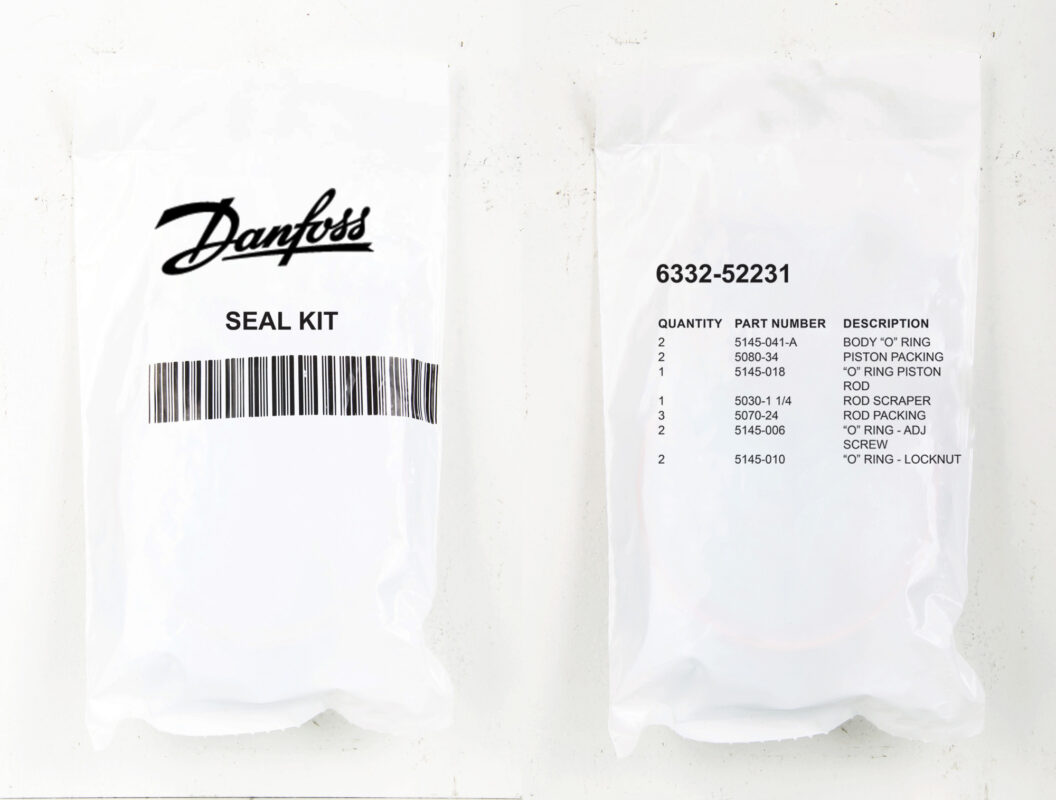 Danfoss
SEAL KIT
6332-52231
QUANTITY PART NUMBER DESCRIPTION
2 5145-041-A BODY “O” RING
2 5080-34 PISTON PACKING
1 5145-018 “O” RING PISTON
ROD
1 5030-1 1/4 ROD SCRAPER
3 5070-24 ROD PACKING
2 5145-006 “O” RING - ADJ
SCREW
2 5145-010 “O” RING - LOCKNUT